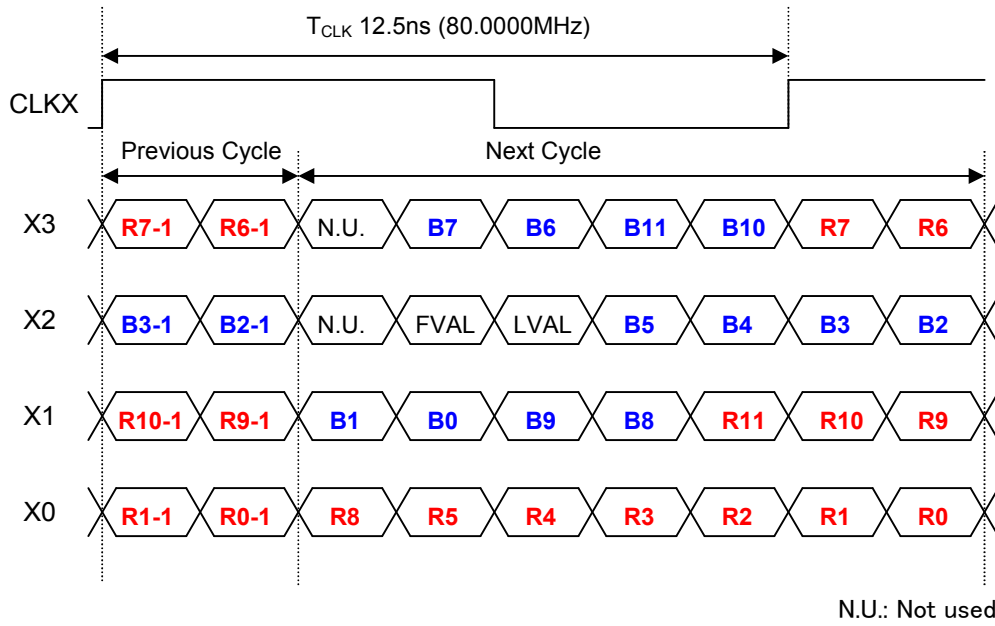 TCLK 12.5ns (80.0000MHz)
CLKX
Previous Cycle Next Cycle
X3 R7-1 R6-1 N.U. B7 B6 B11 B10 R7 R6
X2 B3-1 B2-1 N.U. FVAL LVAL B5 B4 B3 B2
X1 R10-1 R9-1 B1 B0 B9 B8 R11 R10 R9
X0 R1-1 R0-1 R8 R5 R4 R3 R2 R1 R0
N.U.: Not used